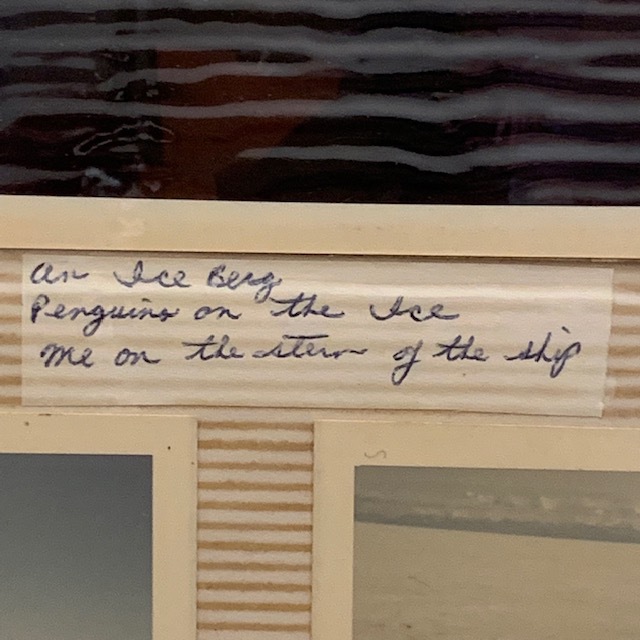 An Ice Berg
Penguins on the Ice
Me on the stern of the ship